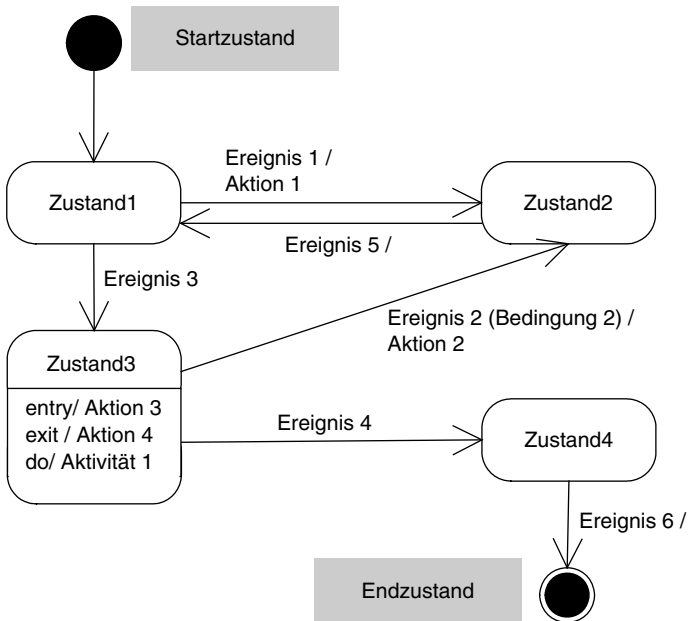 Startzustand
Ereignis 1 /
Aktion 1
Zustand1
Zustand2
Ereignis 5 /
Ereignis 3
Ereignis 2 (Bedingung 2) /
Aktion 2
Zustand3
entry/ Aktion 3
exit / Aktion 4
do/ Aktivität 1
Ereignis 4
Zustand4
Ereignis 6 /
Endzustand